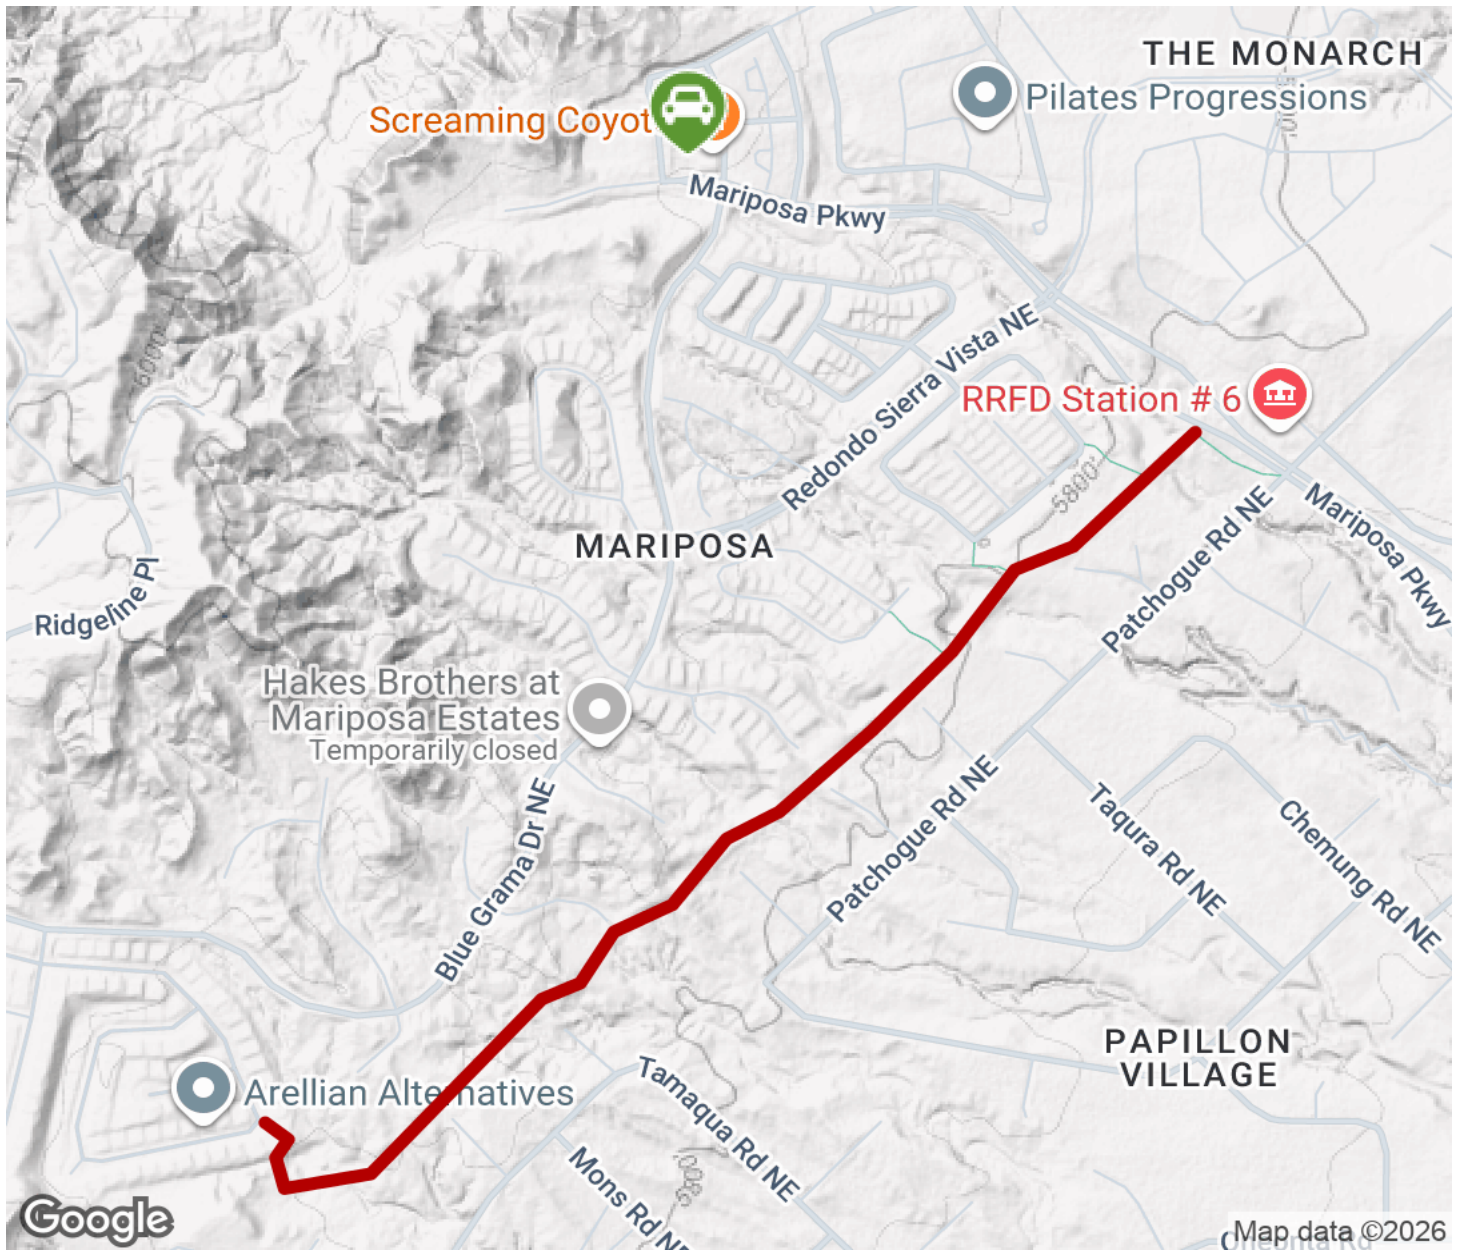 THE MONARCH
Pilates Progressions
Screaming Coyot
Mariposa Pkwy
6000'
Redondo Sierra Vista NE
RRFD Station # 6
5800'
Mariposa Pkwy
Patchogue Rd NE
MARIPOSA
Ridgeline Pl
Hakes Brothers at
Mariposa Estates
Temporarily closed
Patchogue Rd NE
Taqura Rd NE
Chemung Rd NE
Blue Grama Dr NE
PAPILLON
VILLAGE
Arellian Alternatives
Tamaqua Rd NE
Mons Rd NE
Google
Map data ©2026